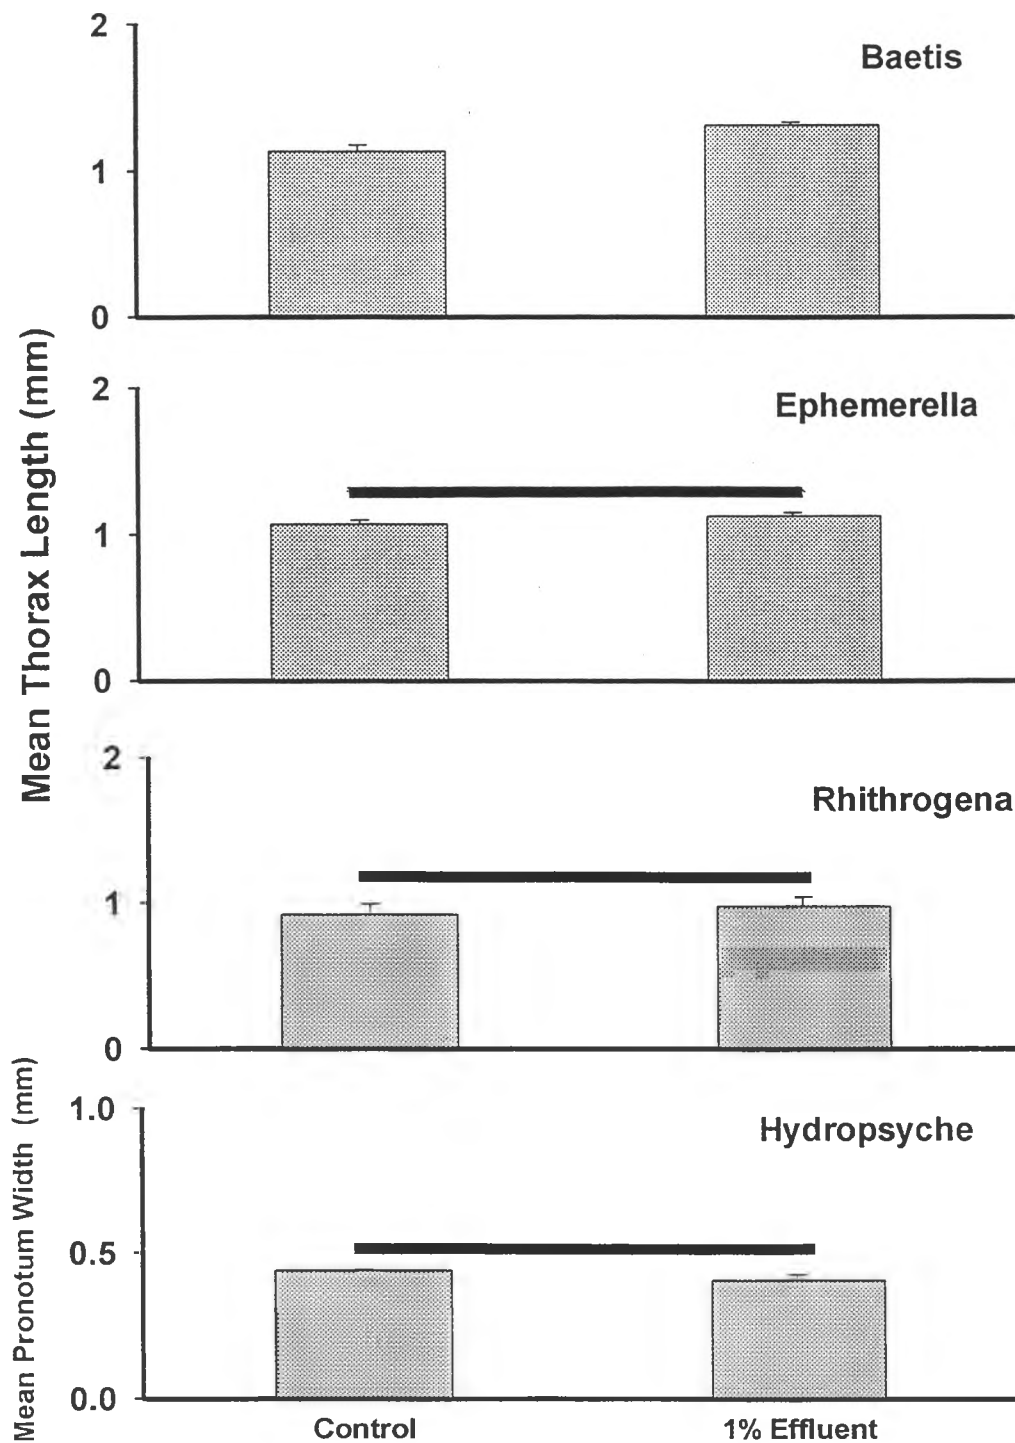 2
Baetis
1
0
Mean Thorax Length (mm)
2
Ephemerella
1
0
2
Rhithrogena
1
0
Mean Pronotum Width (mm)
1.0
Hydropsyche
0.5
0.0
Control
1% Effluent